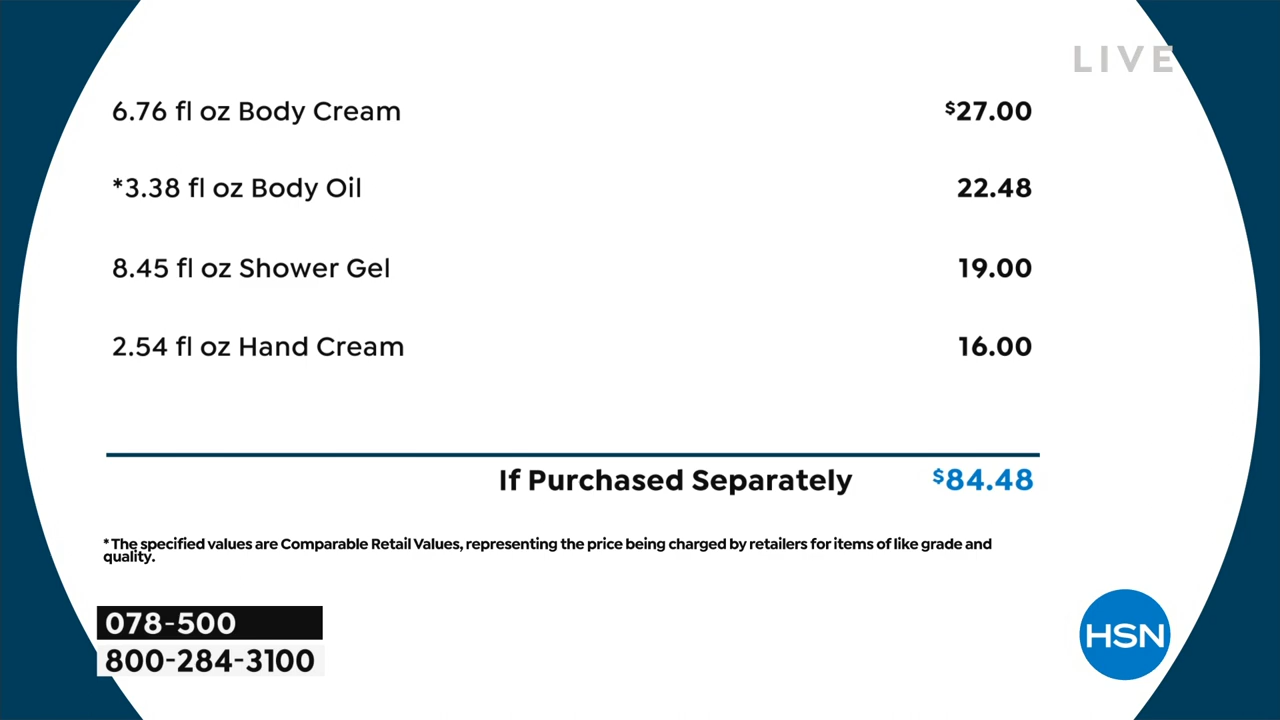 LIVE
6.76 fl oz Body Cream $27.00
*3.38 fl oz Body Oil 22.48
8.45 fl oz Shower Gel 19.00
2.54 fl oz Hand Cream 16.00
If Purchased Separately $84.48
*The specified values are Comparable Retail Values, representing the price being charged by retailers for items of like grade and
quality.
078-500
800-284-3100
HSN